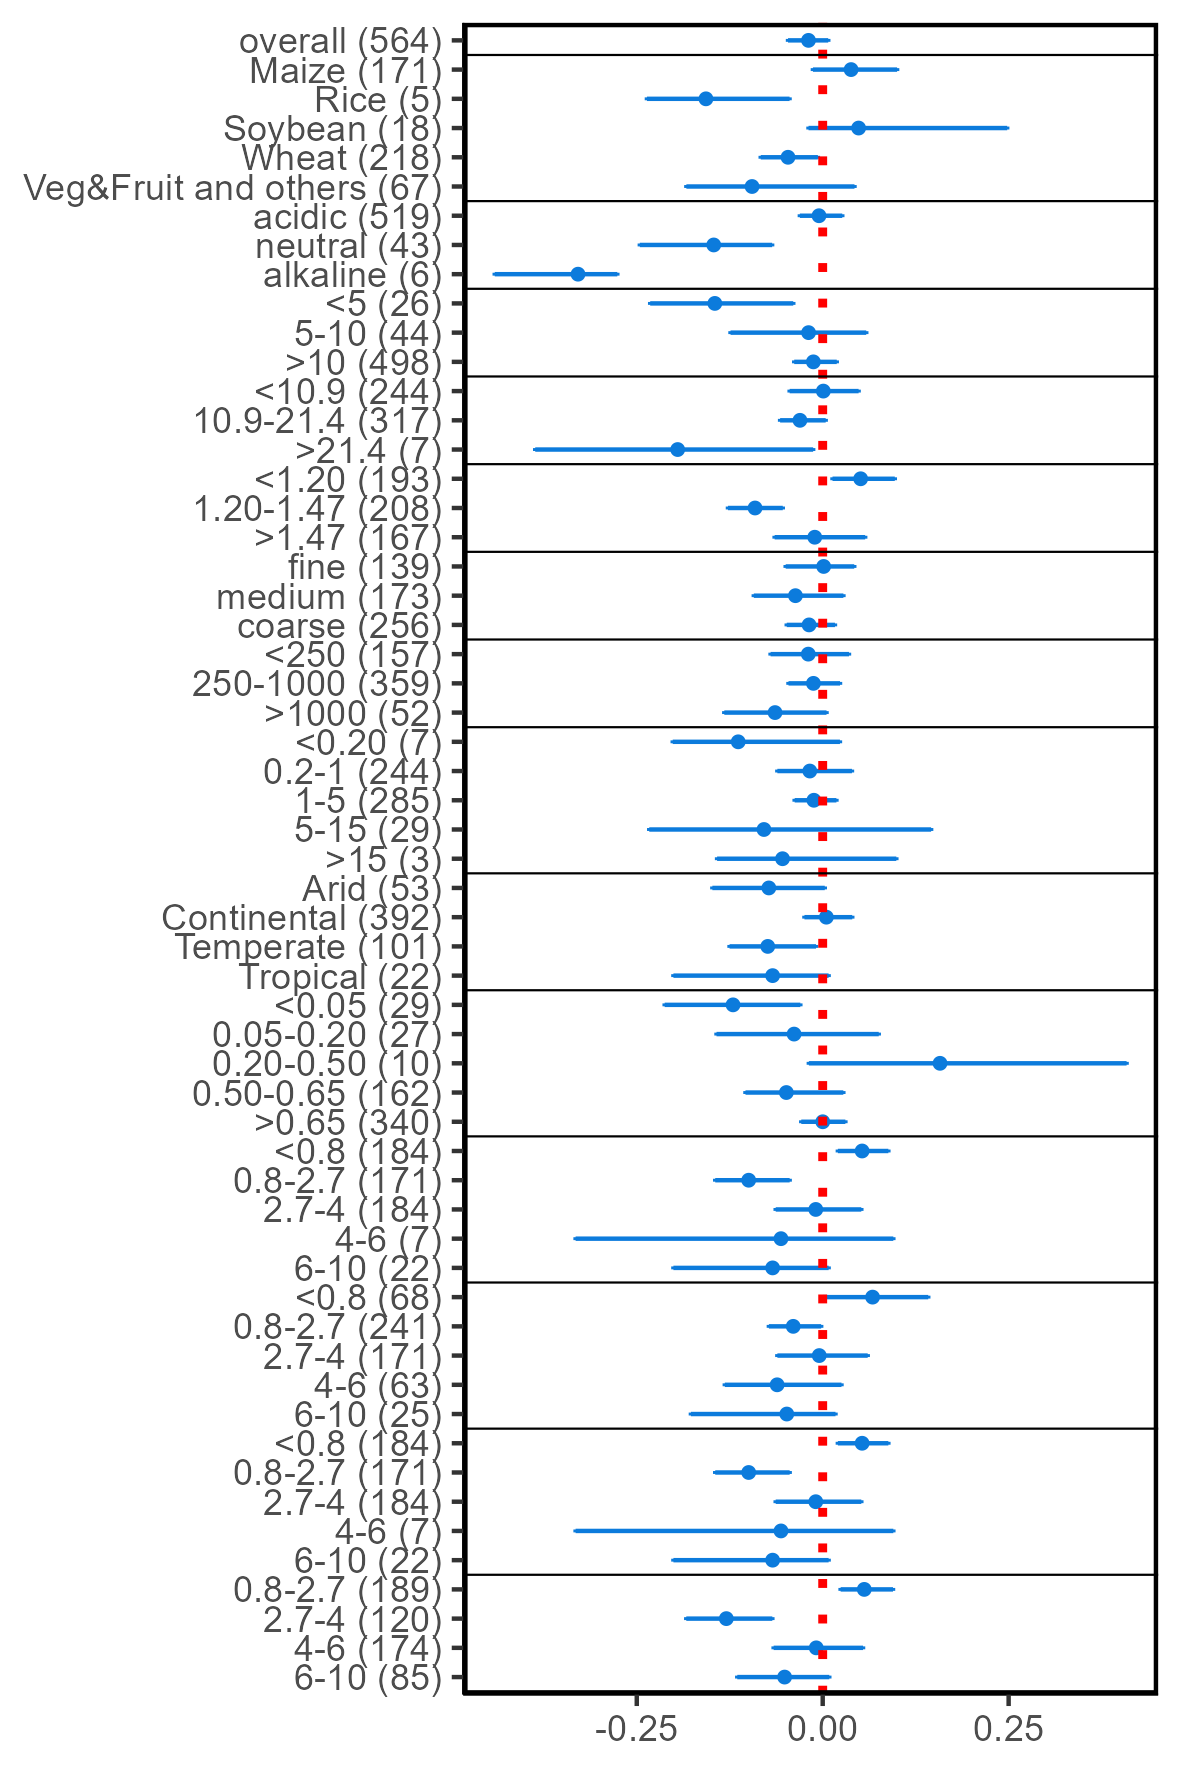 overall (564)
Maize (171)
Rice (5)
Soybean (18)
Wheat (218)
Veg&Fruit and others (67)
acidic (519)
neutral (43)
alkaline (6)
<5 (26)
5-10 (44)
>10 (498)
<10.9 (244)
10.9-21.4 (317)
>21.4 (7)
<1.20 (193)
1.20-1.47 (208)
>1.47 (167)
fine (139)
medium (173)
coarse (256)
<250 (157)
250-1000 (359)
>1000 (52)
<0.20 (7)
0.2-1 (244)
1-5 (285)
5-15 (29)
>15 (3)
Arid (53)
Continental (392)
Temperate (101)
Tropical (22)
<0.05 (29)
0.05-0.20 (27)
0.20-0.50 (10)
0.50-0.65 (162)
>0.65 (340)
<0.8 (184)
0.8-2.7 (171)
2.7-4 (184)
4-6 (7)
6-10 (22)
<0.8 (68)
0.8-2.7 (241)
2.7-4 (171)
4-6 (63)
6-10 (25)
<0.8 (184)
0.8-2.7 (171)
2.7-4 (184)
4-6 (7)
6-10 (22)
0.8-2.7 (189)
2.7-4 (120)
4-6 (174)
6-10 (85)
-0.25 0.00 0.25